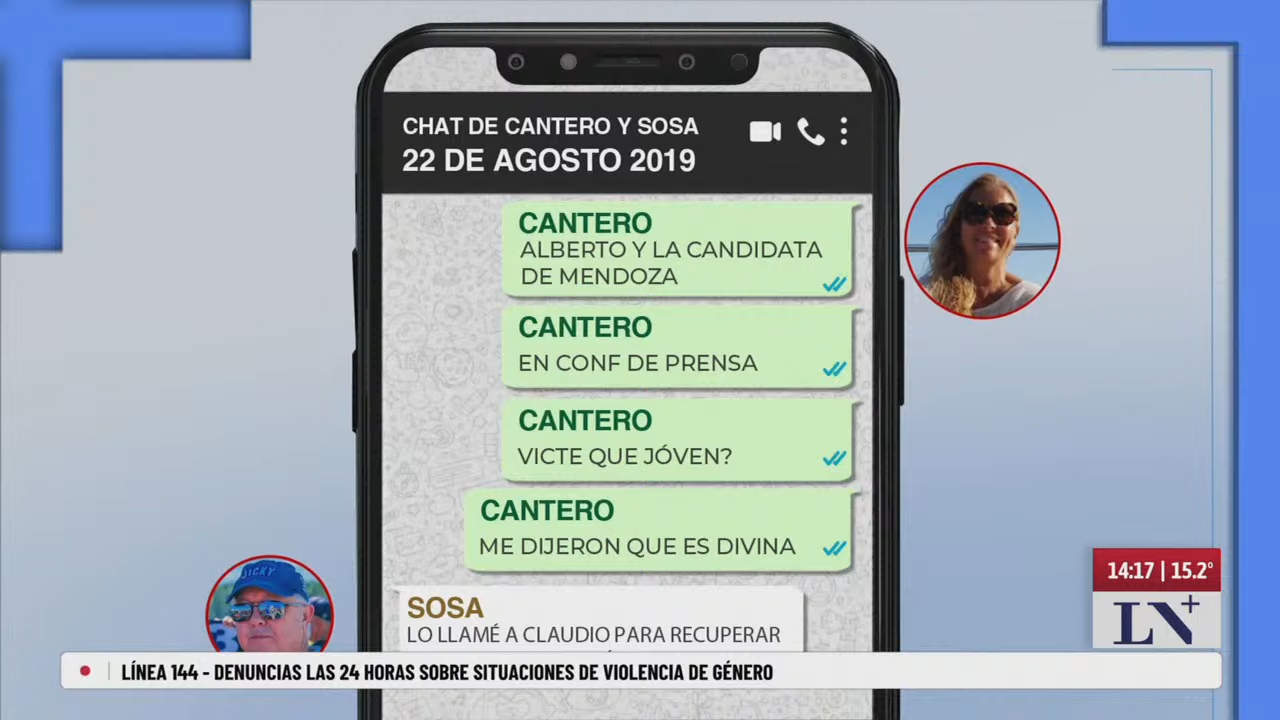 CHAT DE CANTERO Y SOSA
22 DE AGOSTO 2019
CANTERO
ALBERTO Y LA CANDIDATA
DE MENDOZA
CANTERO
EN CONF DE PRENSA
CANTERO
VICTE QUE JÓVEN?
CANTERO
ME DIJERON QUE ES DIVINA
SOSA
LO LLAMÉ A CLAUDIO PARA RECUPERAR
JICKY
14:17 | 15.2°
LN+
LÍNEA 144 - DENUNCIAS LAS 24 HORAS SOBRE SITUACIONES DE VIOLENCIA DE GÉNERO